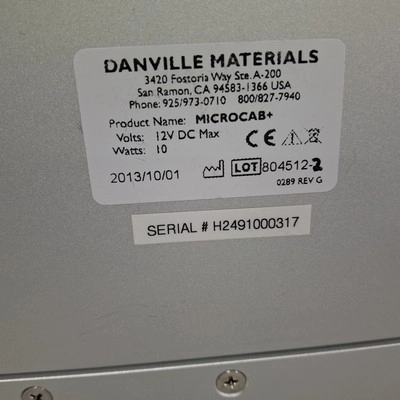 DANVILLE MATERIALS
3420 Fostoria Way Ste. A-200
San Ramon, CA 94583-1366 USA
Phone: 925/973-0710 800/827-7940
Product Name: MICROCAB+
Volts: 12V DC Max
Watts: 10
CE
2013/10/01 LOT 804512-2
0289 REV G
SERIAL # H2491000317